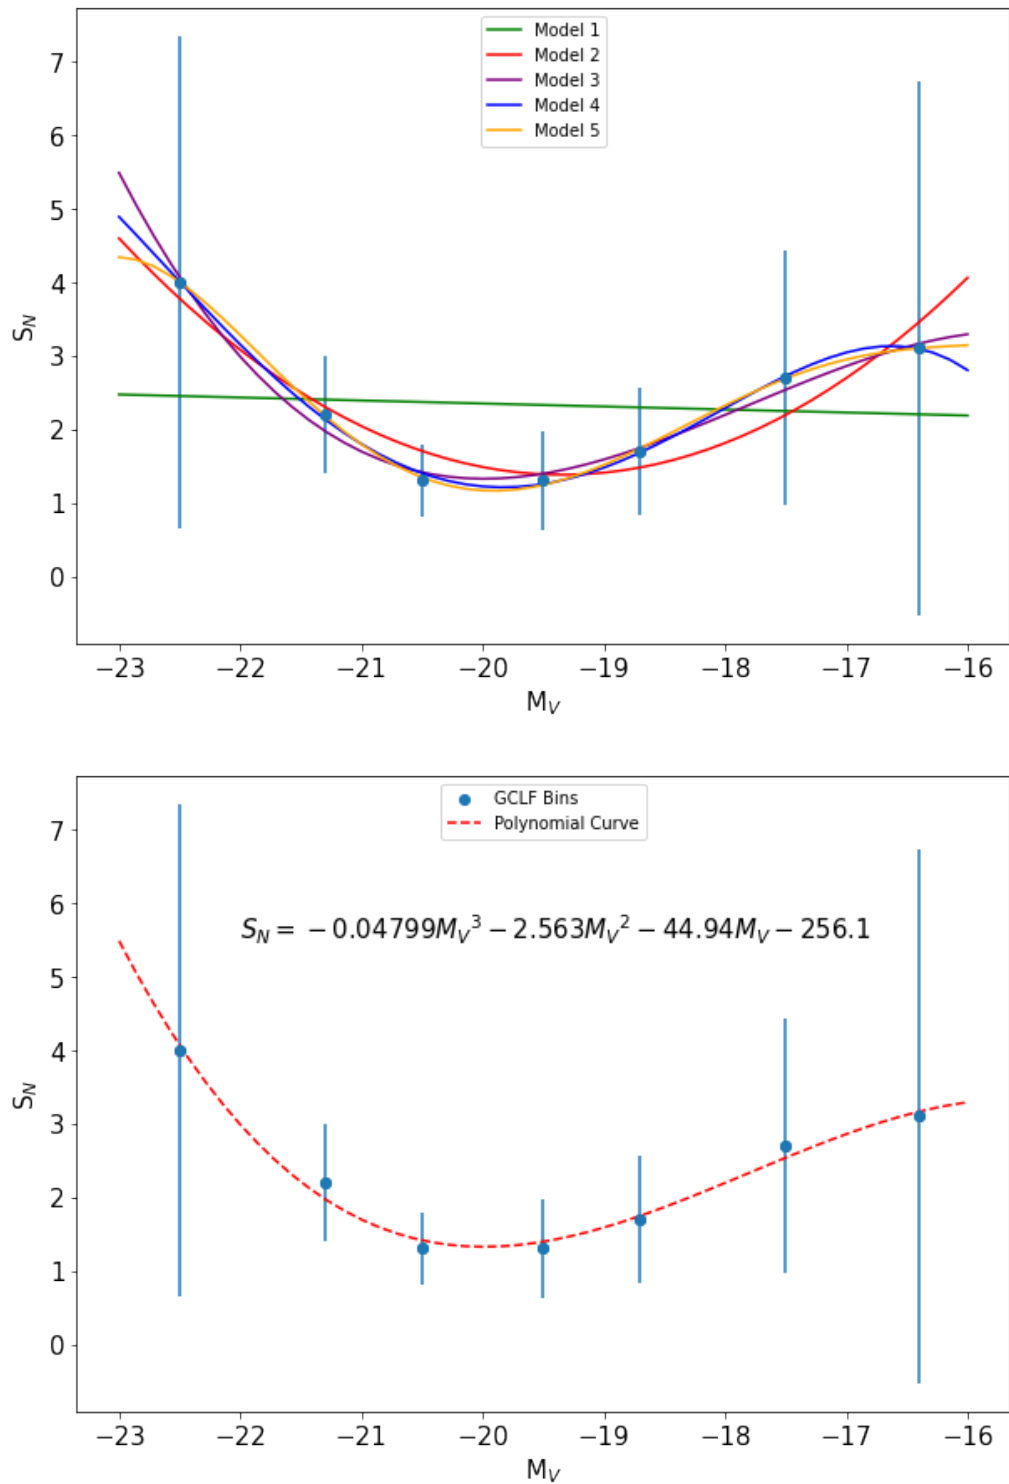 Model 1
Model 2
Model 3
Model 4
Model 5
7
6
5
4
3
2
1
0
S_N
−23 −22 −21 −20 −19 −18 −17 −16
M_V
GCLF Bins
Polynomial Curve
S_N = −0.04799M_V^3 − 2.563M_V^2 − 44.94M_V − 256.1
7
6
5
4
3
2
1
0
S_N
−23 −22 −21 −20 −19 −18 −17 −16
M_V